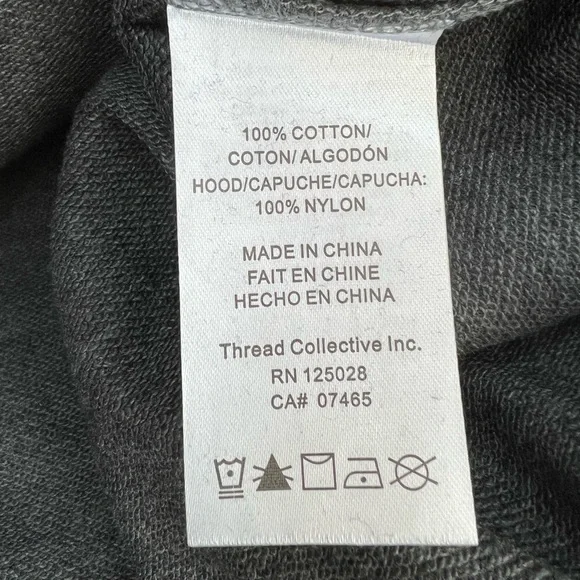 100% COTTON/
COTON/ALGODÓN
HOOD/CAPUCHE/CAPUCHA:
100% NYLON
MADE IN CHINA
FAIT EN CHINE
HECHO EN CHINA
Thread Collective Inc.
RN 125028
CA# 07465